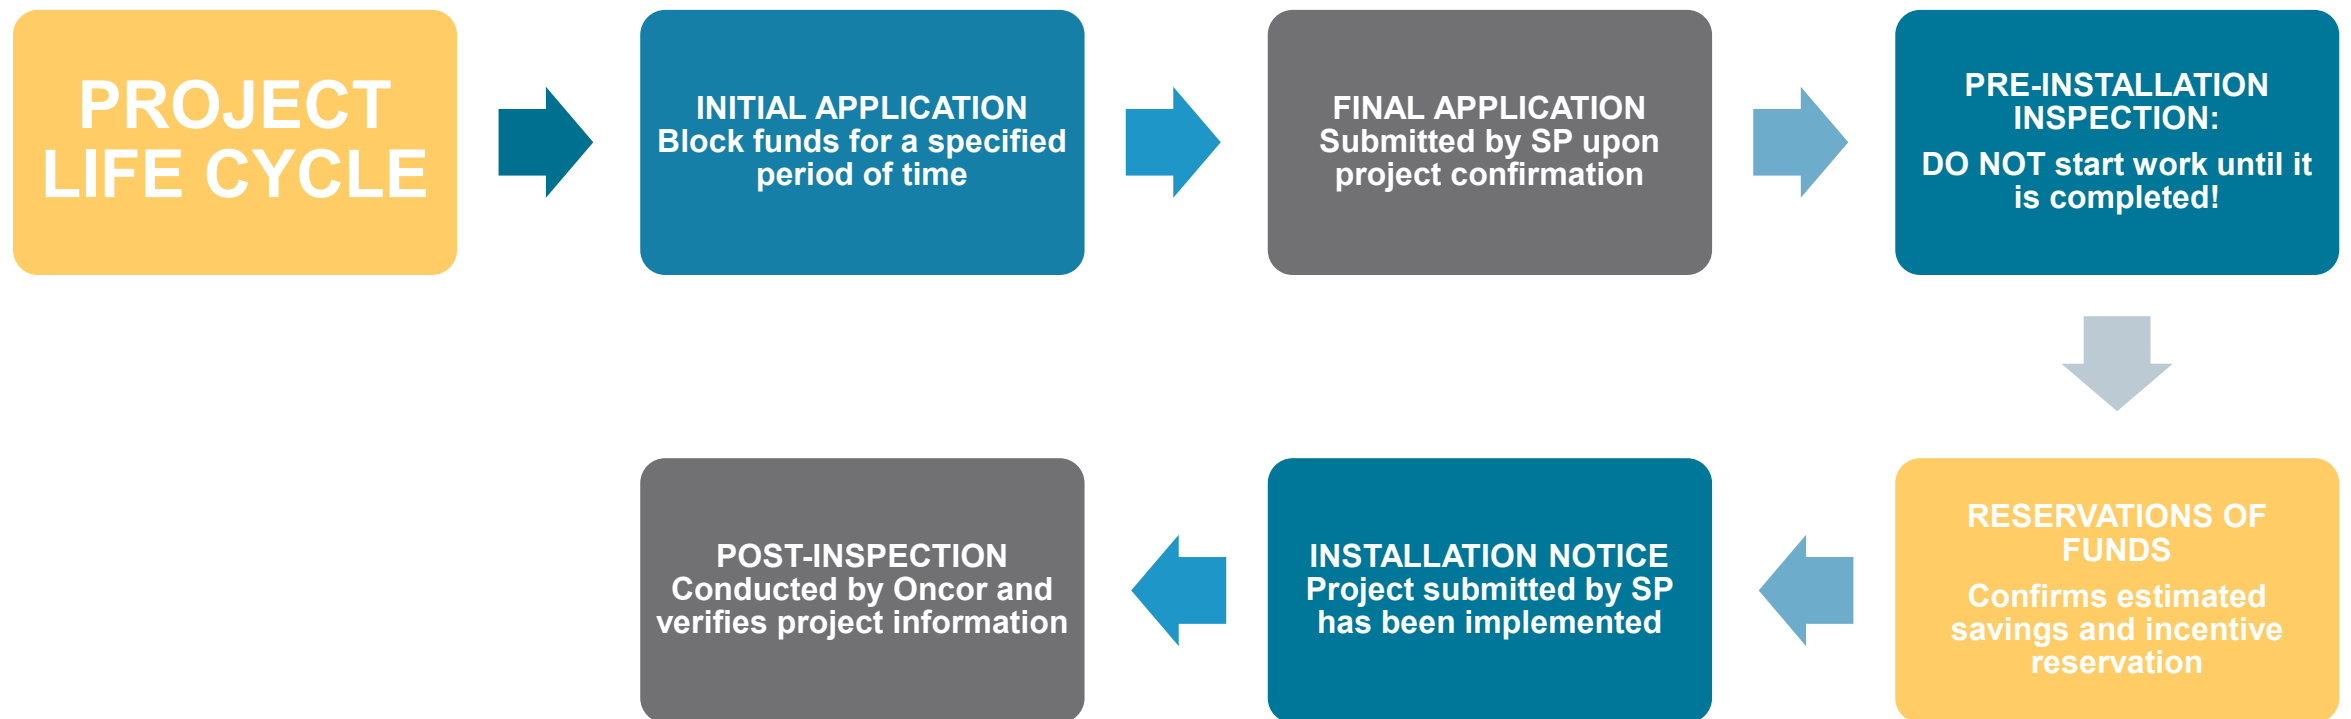 PROJECT
LIFE CYCLE
INITIAL APPLICATION
Block funds for a specified
period of time
FINAL APPLICATION
Submitted by SP upon
project confirmation
PRE-INSTALLATION
INSPECTION:
DO NOT start work until it
is completed!
RESERVATIONS OF
FUNDS
Confirms estimated
savings and incentive
reservation
INSTALLATION NOTICE
Project submitted by SP
has been implemented
POST-INSPECTION
Conducted by Oncor and
verifies project information